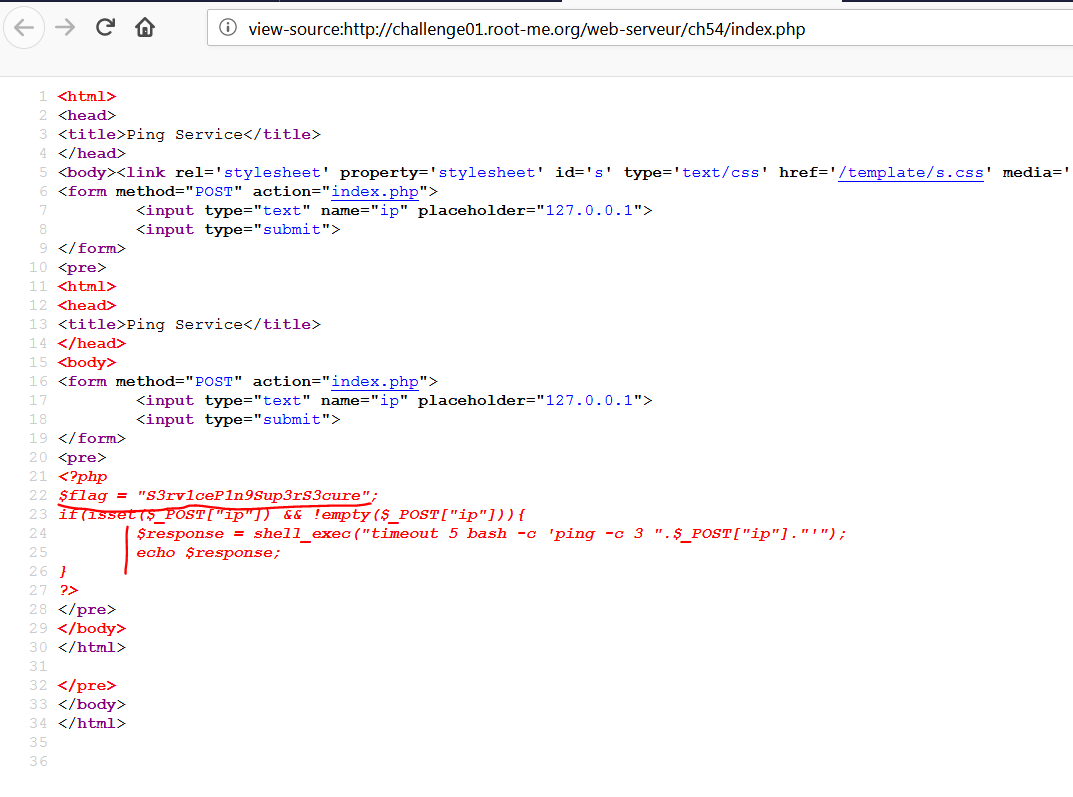 view-source:http://challenge01.root-me.org/web-serveur/ch54/index.php
1 <html>
2 <head>
3 <title>Ping Service</title>
4 </head>
5 <body><link rel='stylesheet' property='stylesheet' id='s' type='text/css' href='/template/s.css' media='
6 <form method="POST" action="index.php">
7 <input type="text" name="ip" placeholder="127.0.0.1">
8 <input type="submit">
9 </form>
10 <pre>
11 <html>
12 <head>
13 <title>Ping Service</title>
14 </head>
15 <body>
16 <form method="POST" action="index.php">
17 <input type="text" name="ip" placeholder="127.0.0.1">
18 <input type="submit">
19 </form>
20 <pre>
21 <?php
22 $flag = "S3rv1ceP1n9Sup3rS3cure";
23 if(isset($_POST["ip"]) && !empty($_POST["ip"])){
24 $response = shell_exec("timeout 5 bash -c 'ping -c 3 ".$_POST["ip"]."'");
25 echo $response;
26 }
27 ?>
28 </pre>
29 </body>
30 </html>
31
32 </pre>
33 </body>
34 </html>
35
36